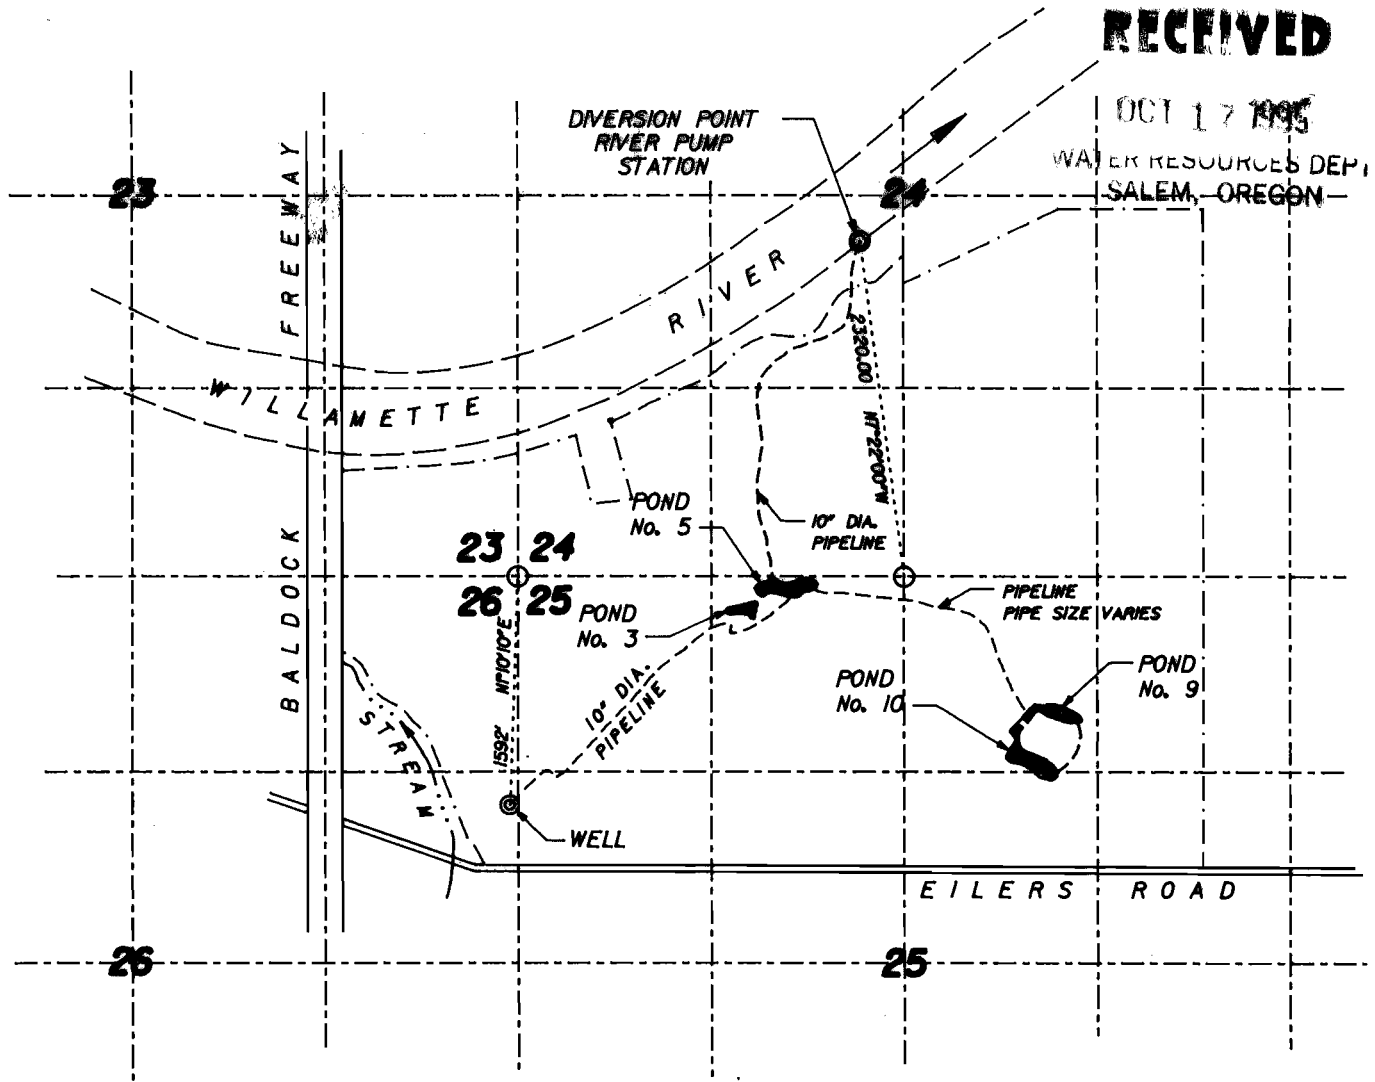 RECEIVED
OCT 17 1995
WATER RESOURCES DEPT
SALEM, OREGON
DIVERSION POINT
RIVER PUMP
STATION
23
24
FREEWAY
RIVER
WILLAMETTE
2320.00 N7°22'00"W
POND
No. 5
10" DIA.
PIPELINE
23 24
26 25
POND
No. 3
PIPELINE
PIPE SIZE VARIES
BALDOCK
1592'
10" DIA.
PIPELINE
POND
No. 9
POND
No. 10
STREAM
WELL
EILERS ROAD
26
25